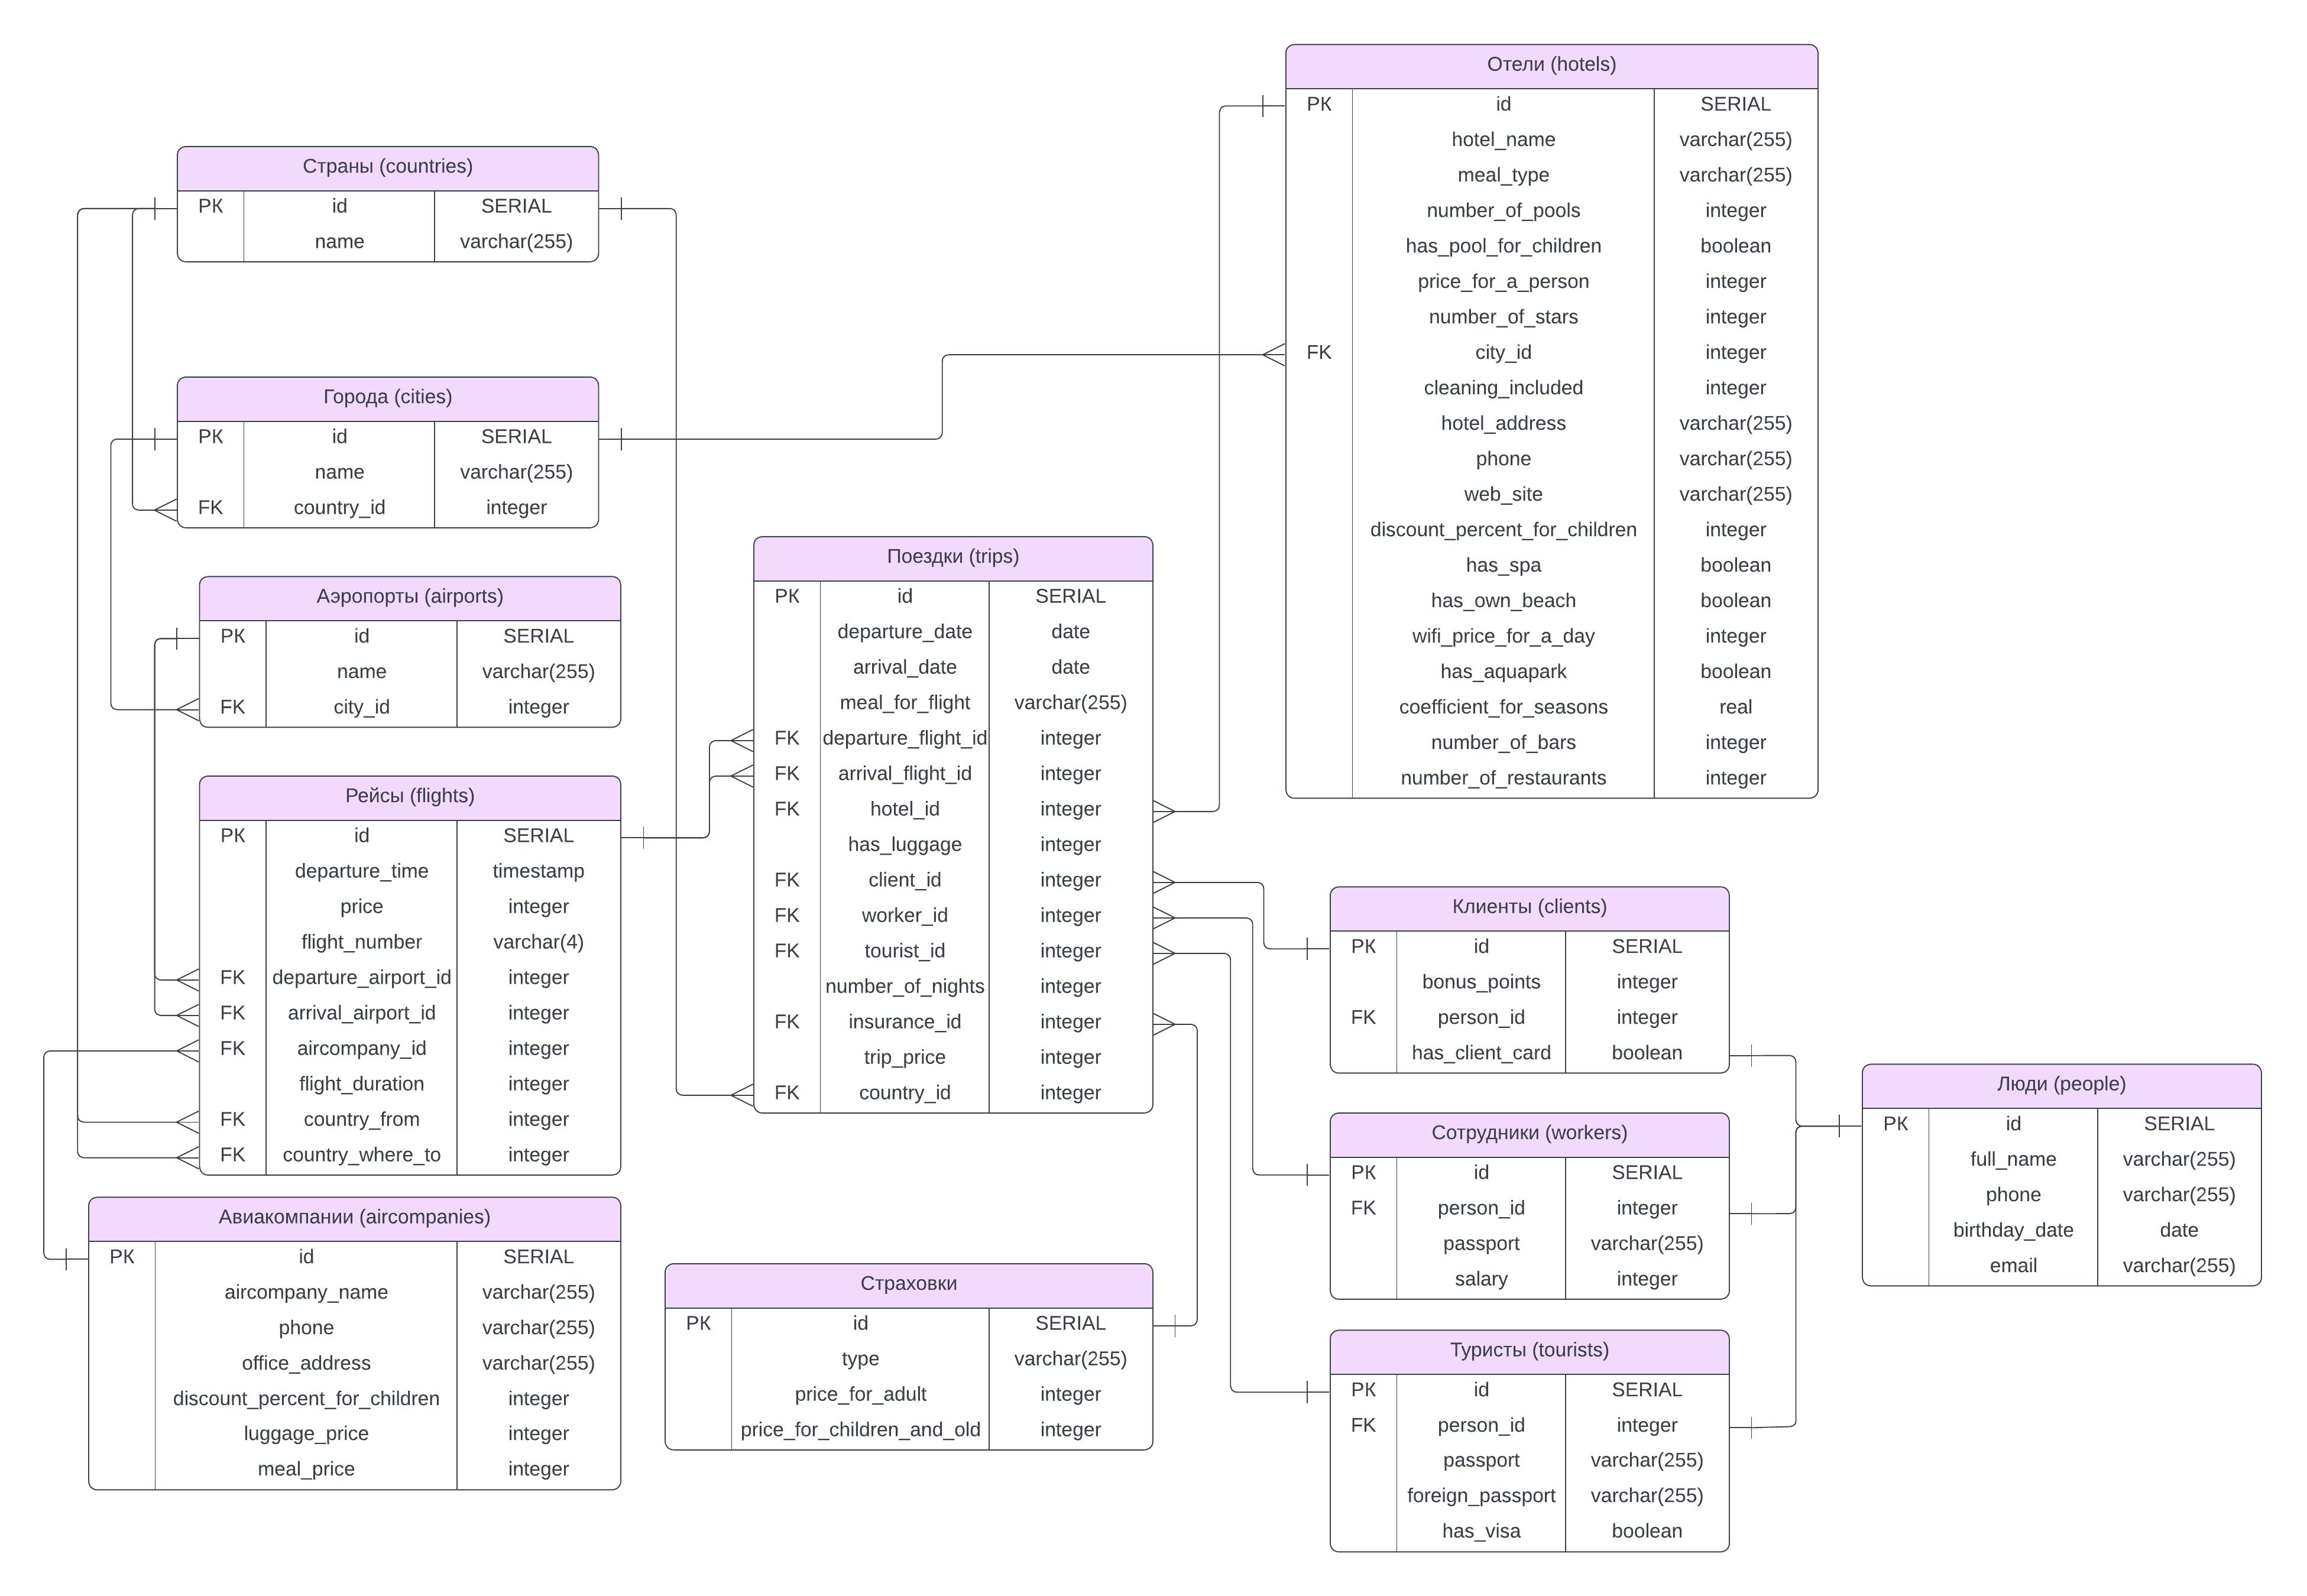 Отели (hotels)
PK id SERIAL
hotel_name varchar(255)
meal_type varchar(255)
number_of_pools integer
has_pool_for_children boolean
price_for_a_person integer
number_of_stars integer
FK city_id integer
cleaning_included integer
hotel_address varchar(255)
phone varchar(255)
web_site varchar(255)
discount_percent_for_children integer
has_spa boolean
has_own_beach boolean
wifi_price_for_a_day integer
has_aquapark boolean
coefficient_for_seasons real
number_of_bars integer
number_of_restaurants integer
Страны (countries)
PK id SERIAL
name varchar(255)
Города (cities)
PK id SERIAL
name varchar(255)
FK country_id integer
Аэропорты (airports)
PK id SERIAL
name varchar(255)
FK city_id integer
Рейсы (flights)
PK id SERIAL
departure_time timestamp
price integer
flight_number varchar(4)
FK departure_airport_id integer
FK arrival_airport_id integer
FK aircompany_id integer
flight_duration integer
FK country_from integer
FK country_where_to integer
Авиакомпании (aircompanies)
PK id SERIAL
aircompany_name varchar(255)
phone varchar(255)
office_address varchar(255)
discount_percent_for_children integer
luggage_price integer
meal_price integer
Поездки (trips)
PK id SERIAL
departure_date date
arrival_date date
meal_for_flight varchar(255)
FK departure_flight_id integer
FK arrival_flight_id integer
FK hotel_id integer
has_luggage integer
FK client_id integer
FK worker_id integer
FK tourist_id integer
number_of_nights integer
FK insurance_id integer
trip_price integer
FK country_id integer
Страховки
PK id SERIAL
type varchar(255)
price_for_adult integer
price_for_children_and_old integer
Клиенты (clients)
PK id SERIAL
bonus_points integer
FK person_id integer
has_client_card boolean
Сотрудники (workers)
PK id SERIAL
FK person_id integer
passport varchar(255)
salary integer
Туристы (tourists)
PK id SERIAL
FK person_id integer
passport varchar(255)
foreign_passport varchar(255)
has_visa boolean
Люди (people)
PK id SERIAL
full_name varchar(255)
phone varchar(255)
birthday_date date
email varchar(255)